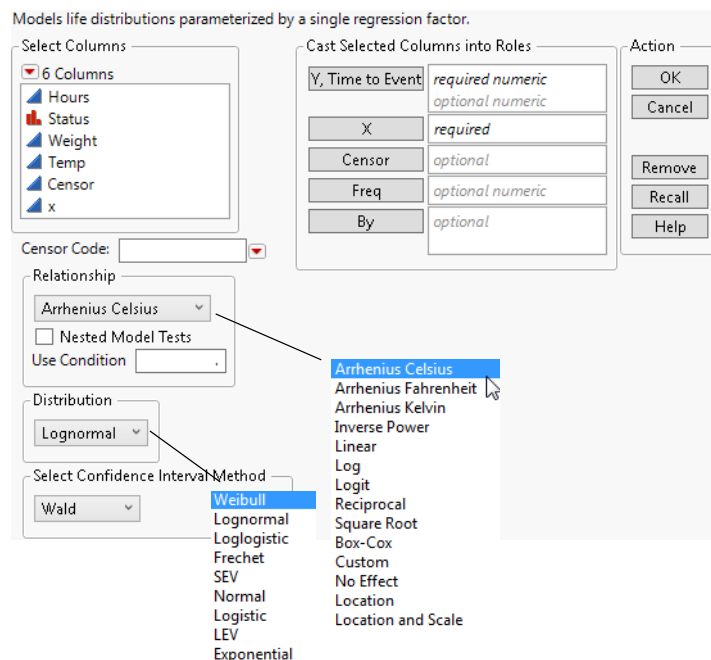 Models life distributions parameterized by a single regression factor.
Select Columns
6 Columns
Hours
Status
Weight
Temp
Censor
x
Cast Selected Columns into Roles
Y, Time to Event
required numeric
optional numeric
X
required
Censor
optional
Freq
optional numeric
By
optional
Action
OK
Cancel
Remove
Recall
Help
Censor Code:
Relationship
Arrhenius Celsius
Nested Model Tests
Use Condition .
Distribution
Lognormal
Select Confidence Interval Method
Wald
Weibull
Lognormal
Loglogistic
Frechet
SEV
Normal
Logistic
LEV
Exponential
Arrhenius Celsius
Arrhenius Fahrenheit
Arrhenius Kelvin
Inverse Power
Linear
Log
Logit
Reciprocal
Square Root
Box-Cox
Custom
No Effect
Location
Location and Scale